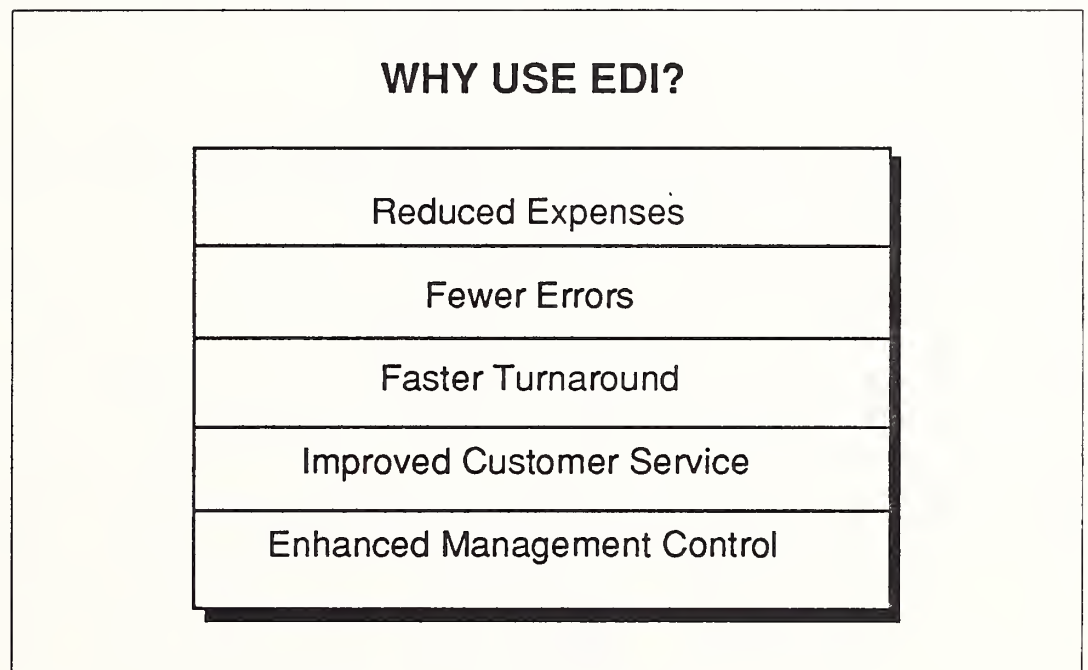 WHY USE EDI?
Reduced Expenses
Fewer Errors
Faster Turnaround
Improved Customer Service
Enhanced Management Control